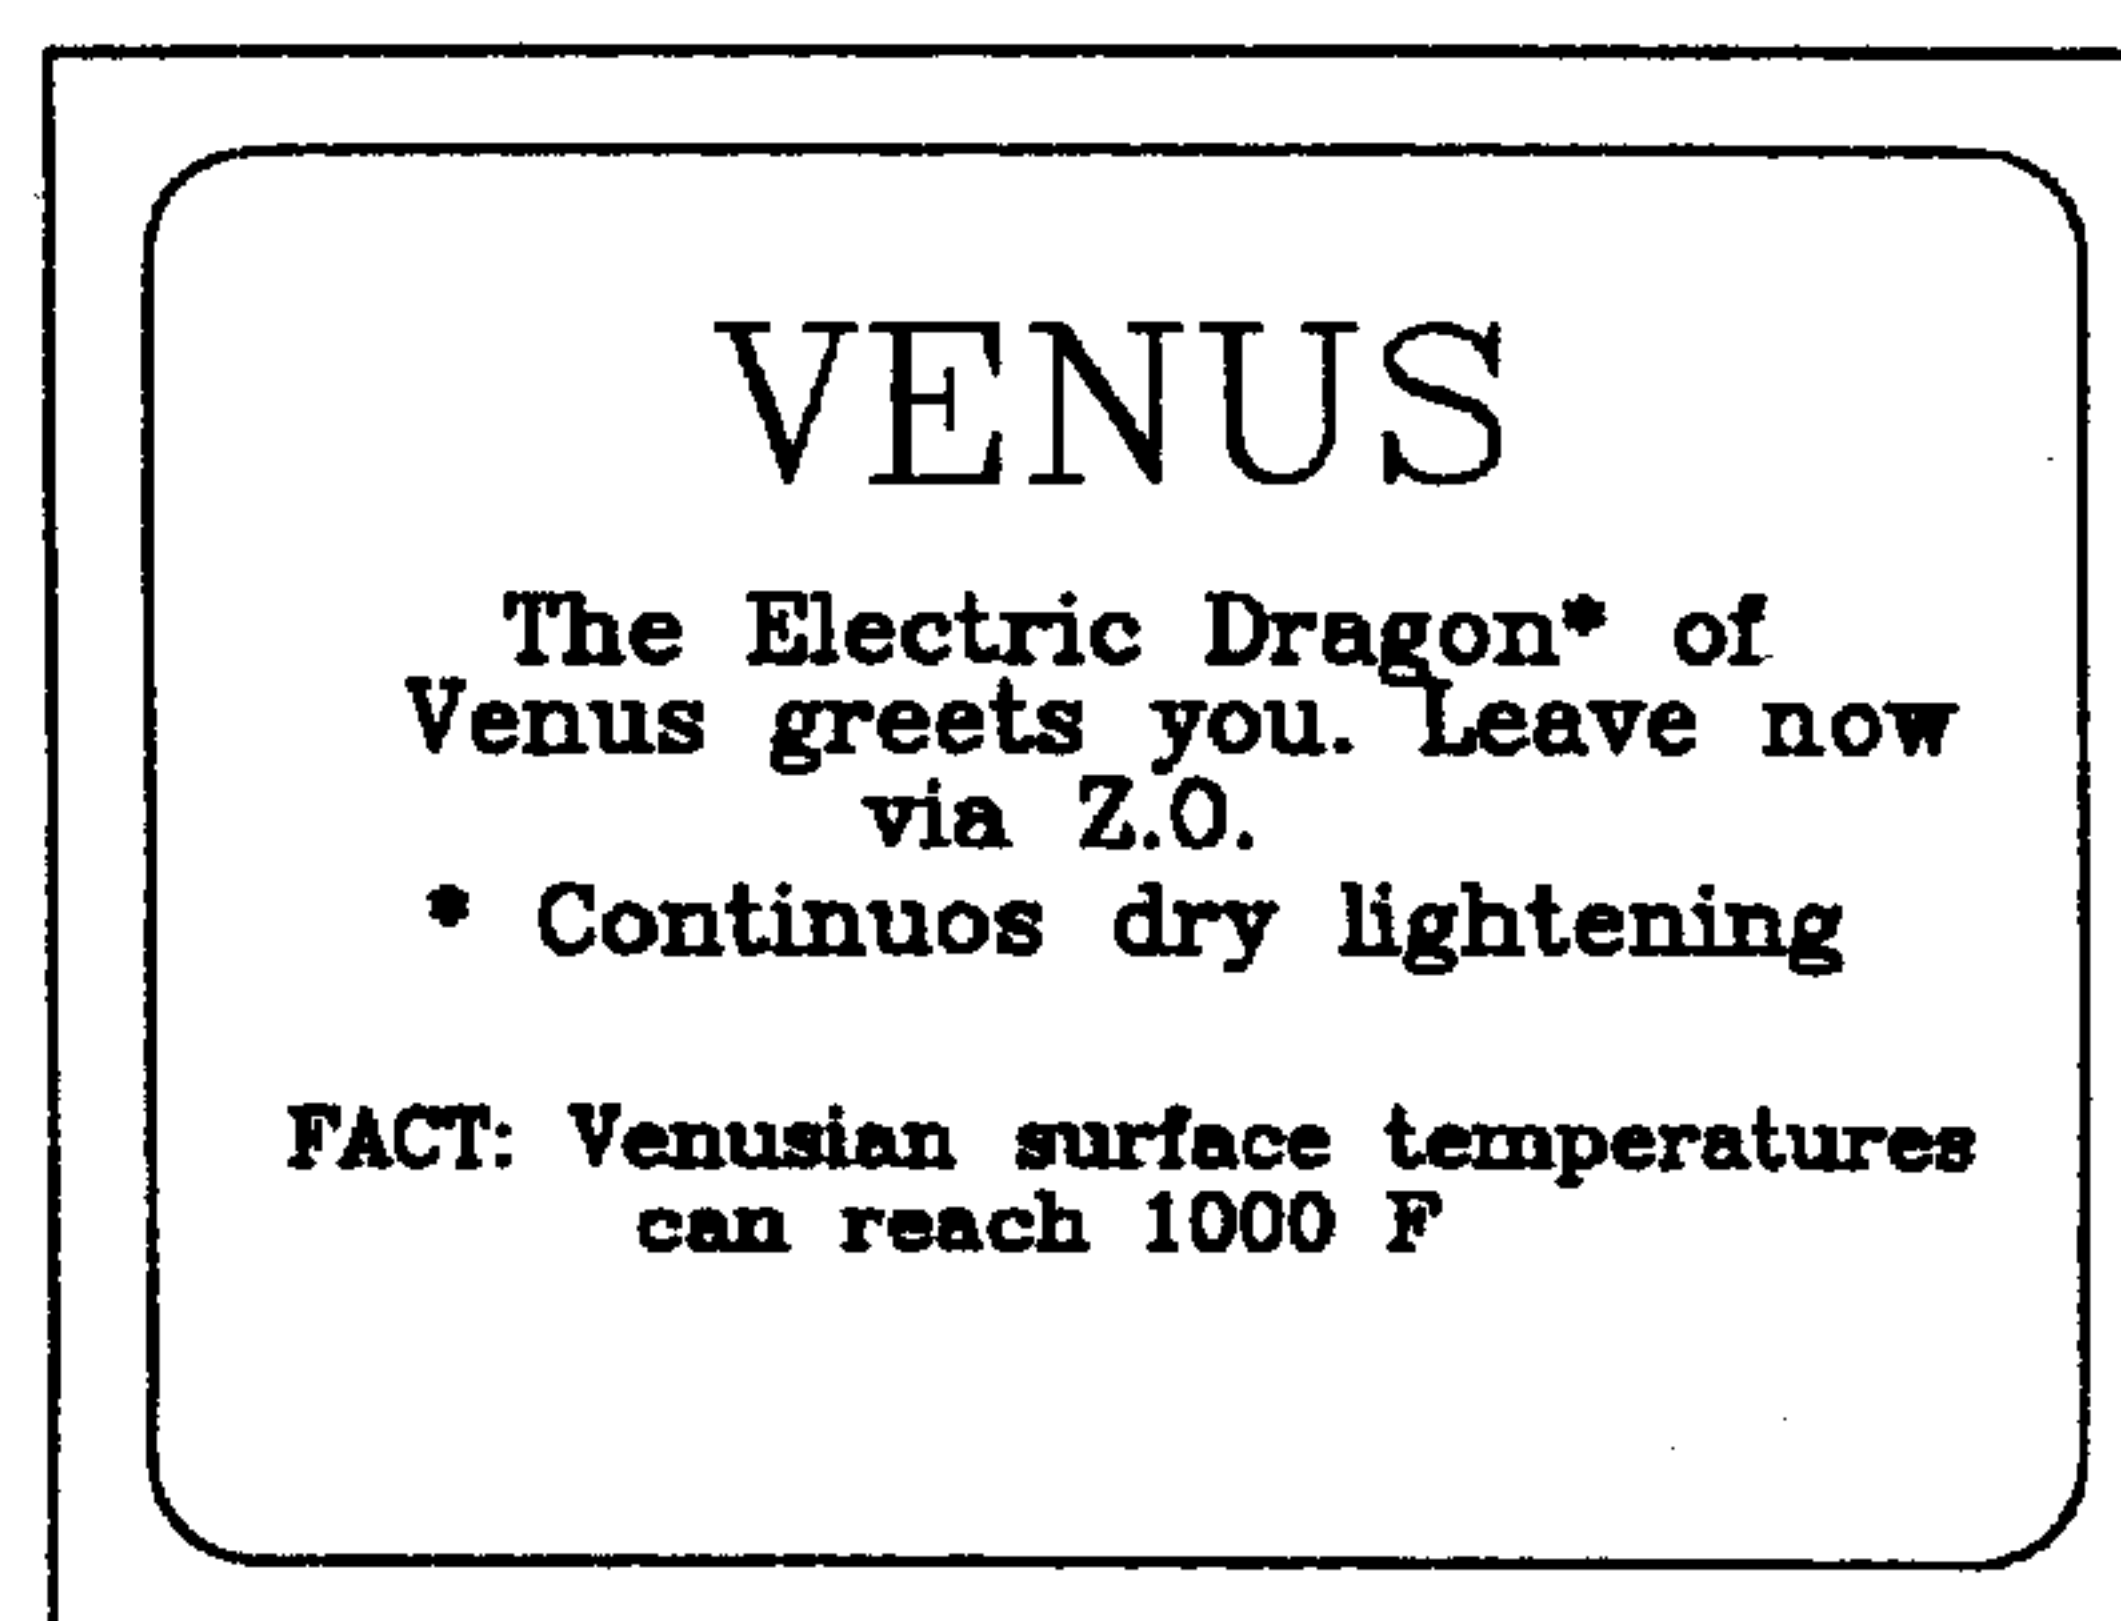 VENUS
The Electric Dragon* of
Venus greets you. Leave now
via Z.O.
* Continuos dry lightening
FACT: Venusian surface temperatures
can reach 1000 F